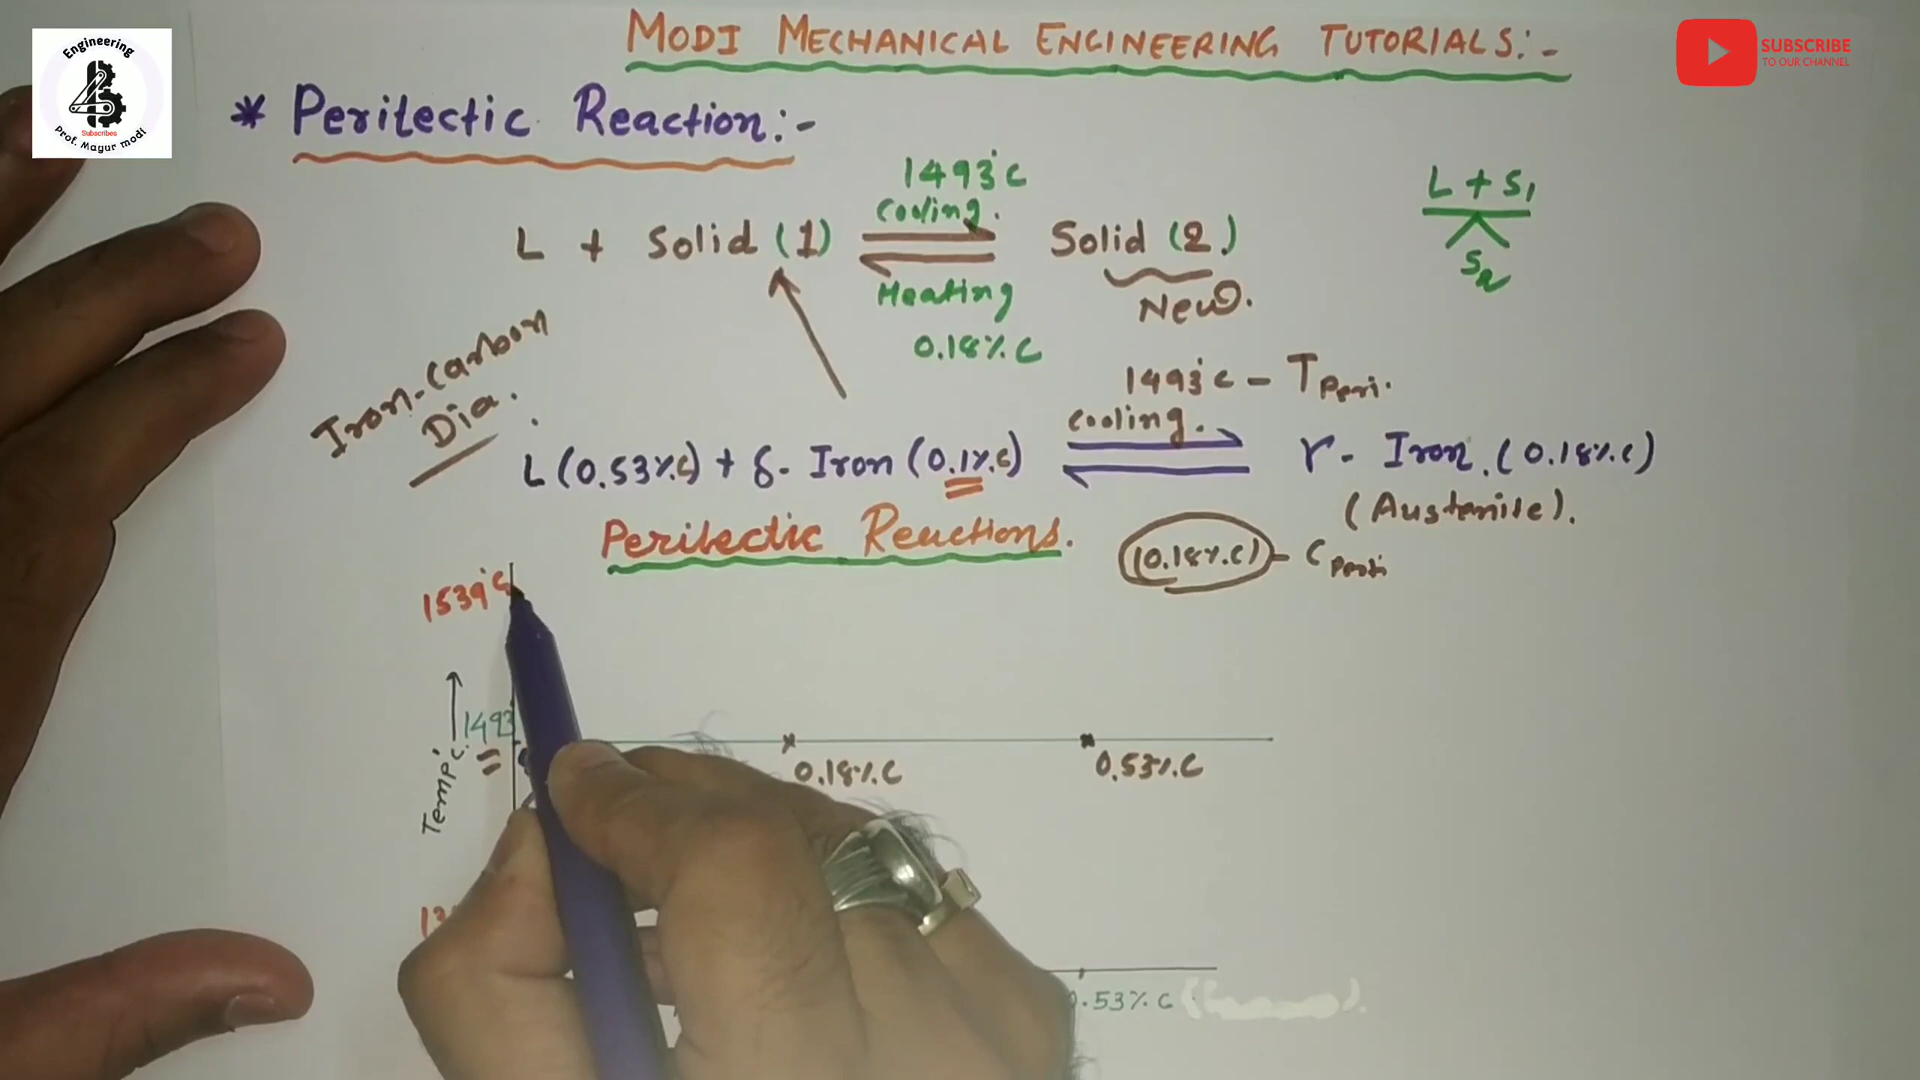 MODI MECHANICAL ENGINEERING TUTORIALS:-
SUBSCRIBE
TO OUR CHANNEL
Engineering
Subscribes
Prof. Mayur modi
* Peritectic Reaction:-
1493°C
Cooling.
L + Solid (1) Solid (2)
Heating
New.
0.18%C
L + S1
S2
Iron-Carbon
Dia.
1493°C - TPeri.
Cooling.
L (0.53%C) + δ- Iron (0.1%C) γ- Iron. (0.18%C)
(Austenite).
Peritectic Reactions.
(0.18%C) - CPeri
1539°C
1493
Temp°C
0.18%C
0.53%C
0.53%C